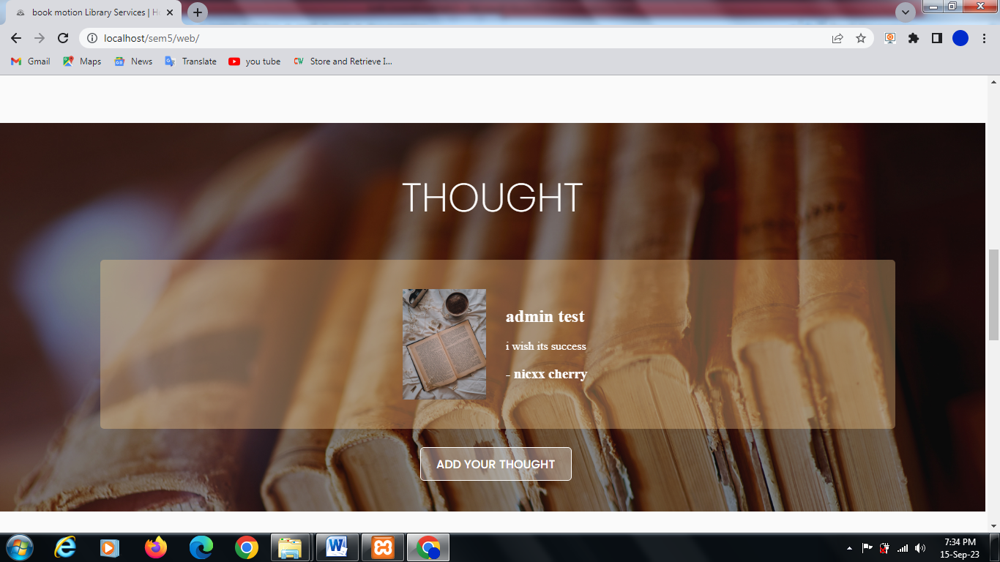 book motion Library Services | H
localhost/sem5/web/
Gmail
Maps
News
Translate
you tube
Store and Retrieve I...
THOUGHT
admin test
i wish its success
- nicxx cherry
ADD YOUR THOUGHT
7:34 PM
15-Sep-23